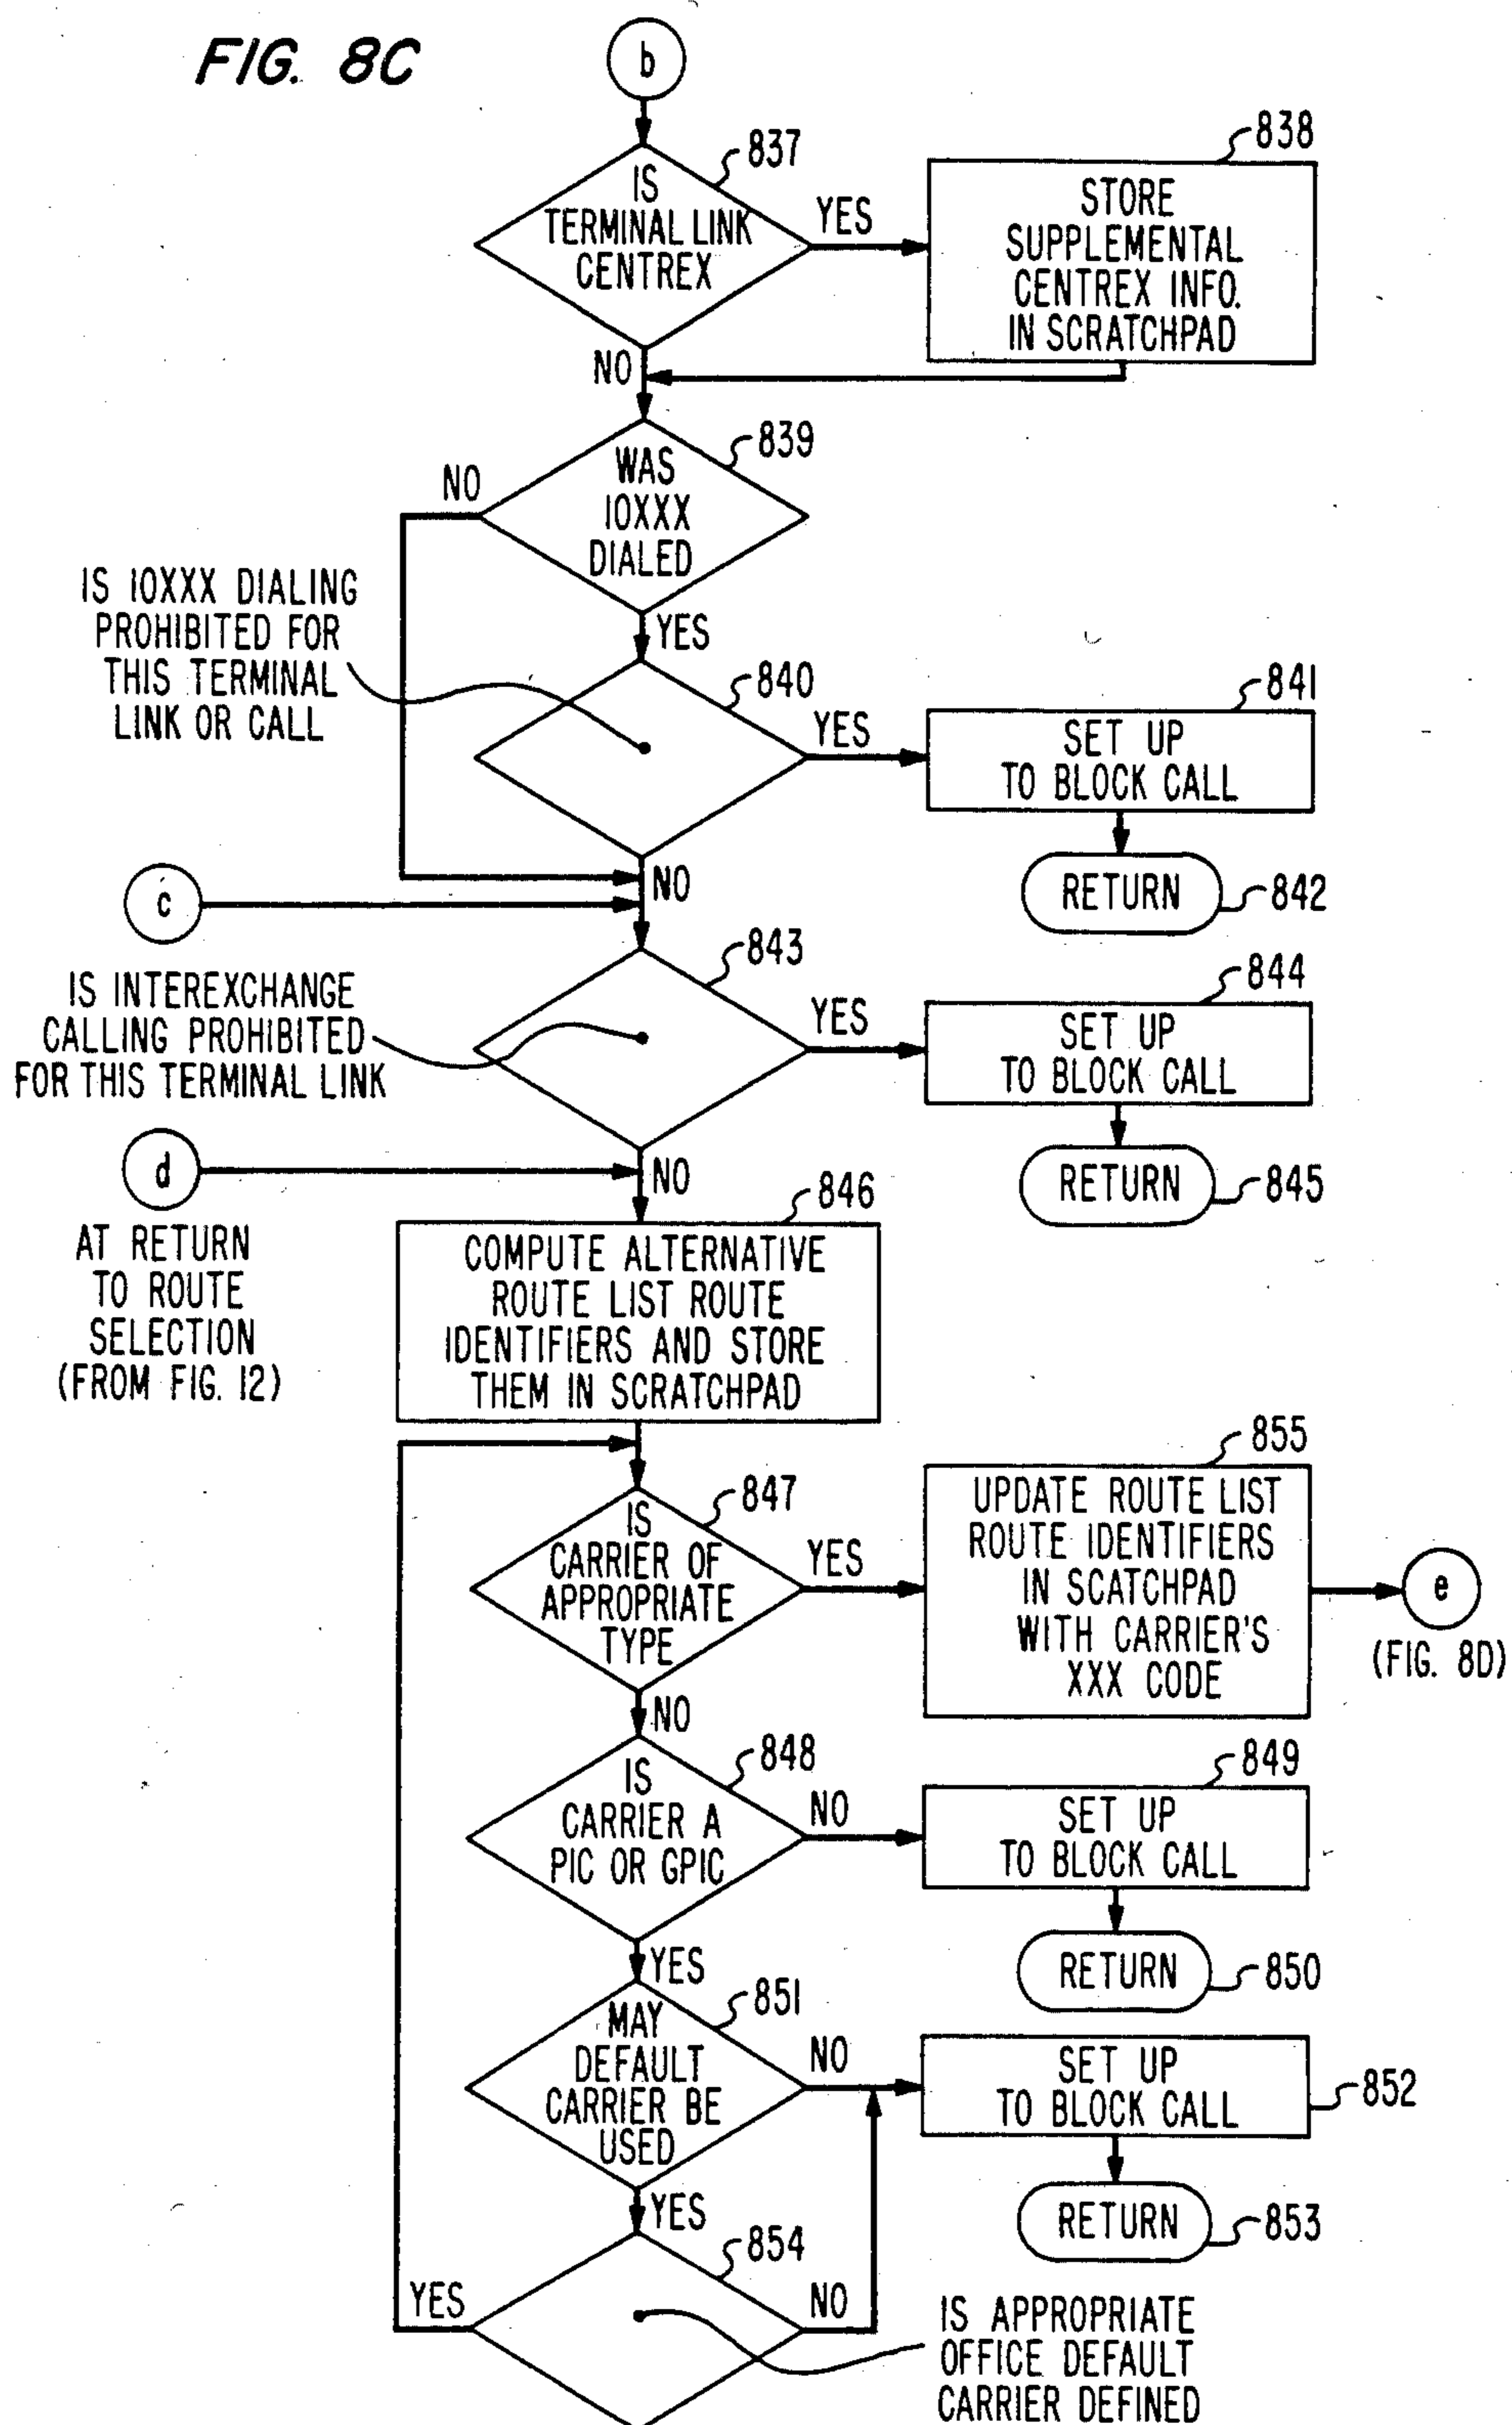 FIG. 8C
b
837
IS
TERMINAL LINK
CENTREX
YES
838
STORE
SUPPLEMENTAL
CENTREX INFO.
IN SCRATCHPAD
NO
839
WAS
10XXX
DIALED
NO
YES
IS 10XXX DIALING
PROHIBITED FOR
THIS TERMINAL
LINK OR CALL
840
YES
841
SET UP
TO BLOCK CALL
RETURN
842
NO
c
843
IS INTEREXCHANGE
CALLING PROHIBITED
FOR THIS TERMINAL LINK
YES
844
SET UP
TO BLOCK CALL
RETURN
845
NO
d
AT RETURN
TO ROUTE
SELECTION
(FROM FIG. 12)
846
COMPUTE ALTERNATIVE
ROUTE LIST ROUTE
IDENTIFIERS AND STORE
THEM IN SCRATCHPAD
847
IS
CARRIER OF
APPROPRIATE
TYPE
YES
855
UPDATE ROUTE LIST
ROUTE IDENTIFIERS
IN SCATCHPAD
WITH CARRIER'S
XXX CODE
e
(FIG. 8D)
NO
848
IS
CARRIER A
PIC OR GPIC
NO
849
SET UP
TO BLOCK CALL
RETURN
850
YES
851
MAY
DEFAULT
CARRIER BE
USED
NO
SET UP
TO BLOCK CALL
852
RETURN
853
YES
854
YES
NO
IS APPROPRIATE
OFFICE DEFAULT
CARRIER DEFINED